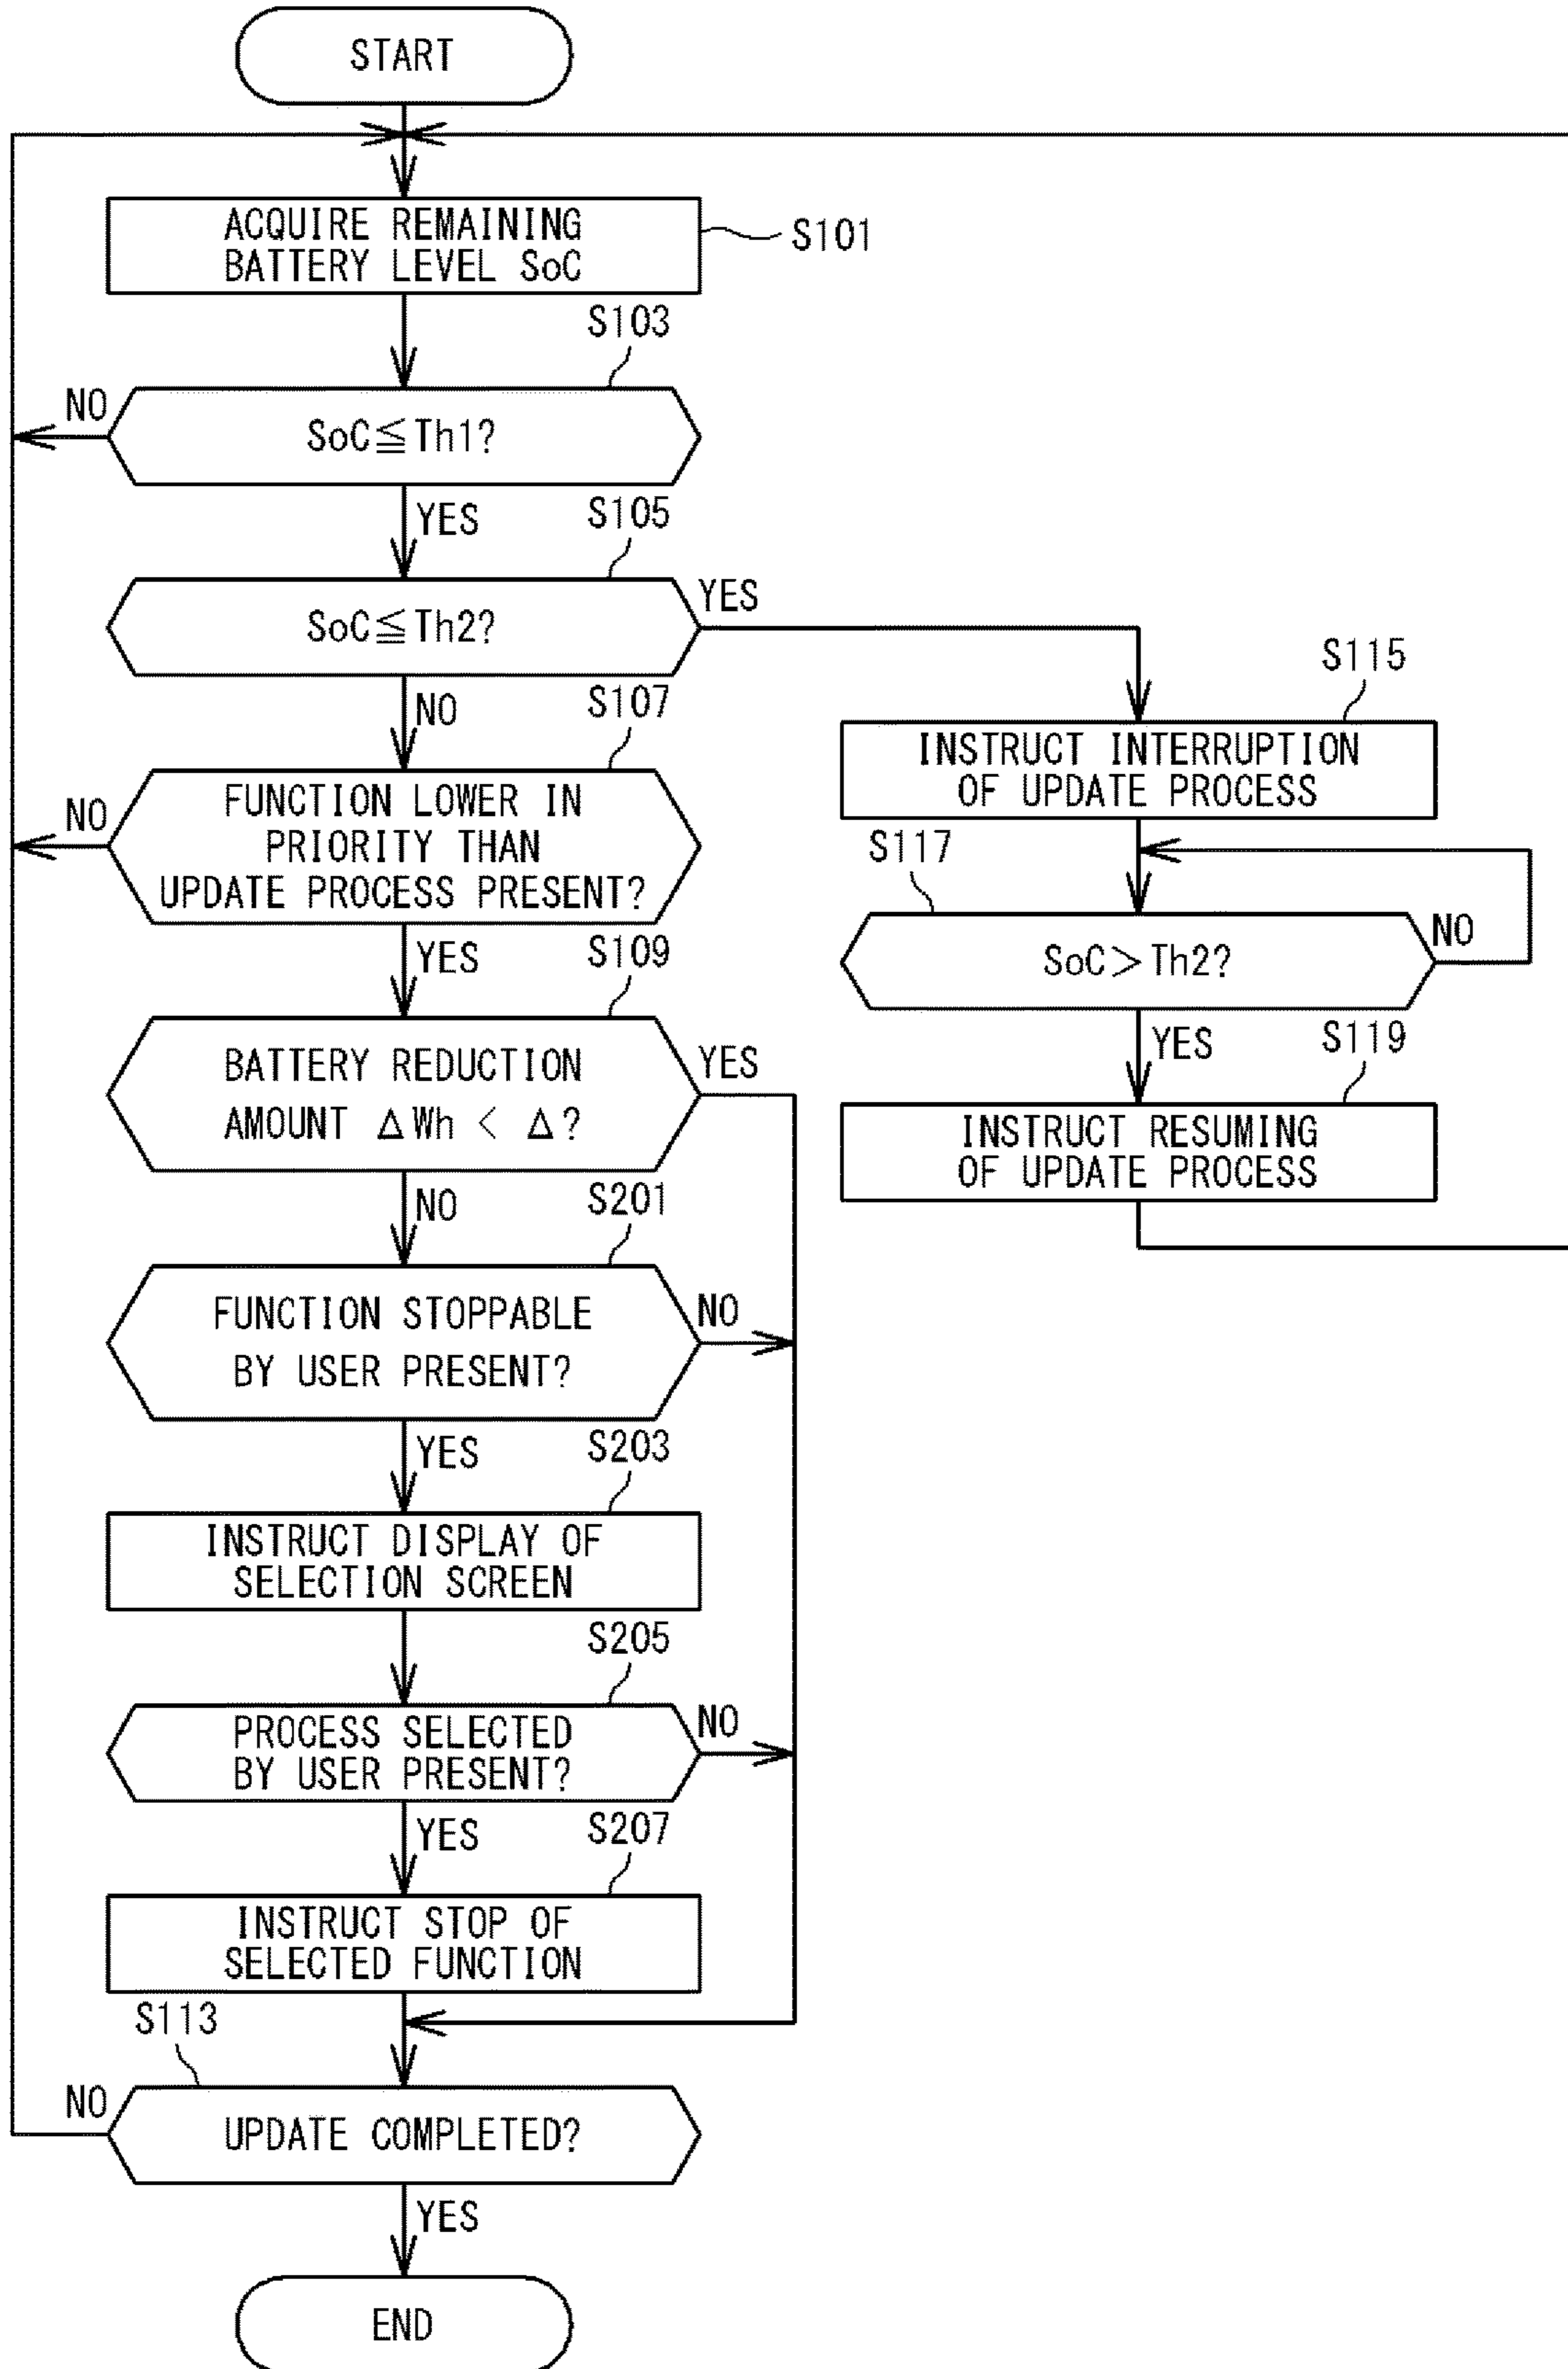 START
ACQUIRE REMAINING
BATTERY LEVEL SoC
S101
S103
NO
SoC≦Th1?
YES
S105
SoC≦Th2?
YES
NO
S107
S115
INSTRUCT INTERRUPTION
OF UPDATE PROCESS
NO
FUNCTION LOWER IN
PRIORITY THAN
UPDATE PROCESS PRESENT?
S117
SoC>Th2?
NO
YES
S109
YES
S119
BATTERY REDUCTION
AMOUNT ΔWh < Δ?
YES
INSTRUCT RESUMING
OF UPDATE PROCESS
NO
S201
FUNCTION STOPPABLE
BY USER PRESENT?
NO
YES
S203
INSTRUCT DISPLAY OF
SELECTION SCREEN
S205
PROCESS SELECTED
BY USER PRESENT?
NO
YES
S207
INSTRUCT STOP OF
SELECTED FUNCTION
S113
NO
UPDATE COMPLETED?
YES
END